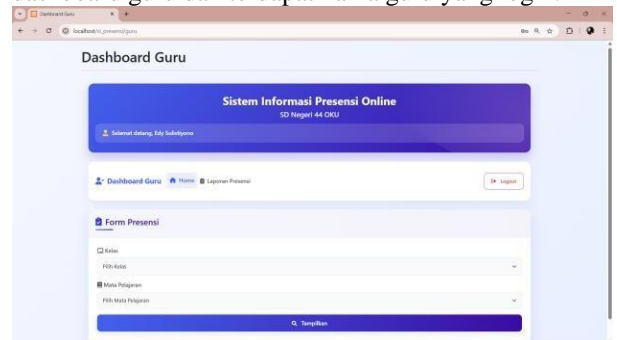 Dashboard Guru
localhost/si_presensi/guru
Dashboard Guru
Sistem Informasi Presensi Online
SD Negeri 44 OKU
Selamat datang, Edy Sulistiyono
Dashboard Guru Home Laporan Presensi Logout
Form Presensi
Kelas
Pilih Kelas
Mata Pelajaran
Pilih Mata Pelajaran
Tampilkan